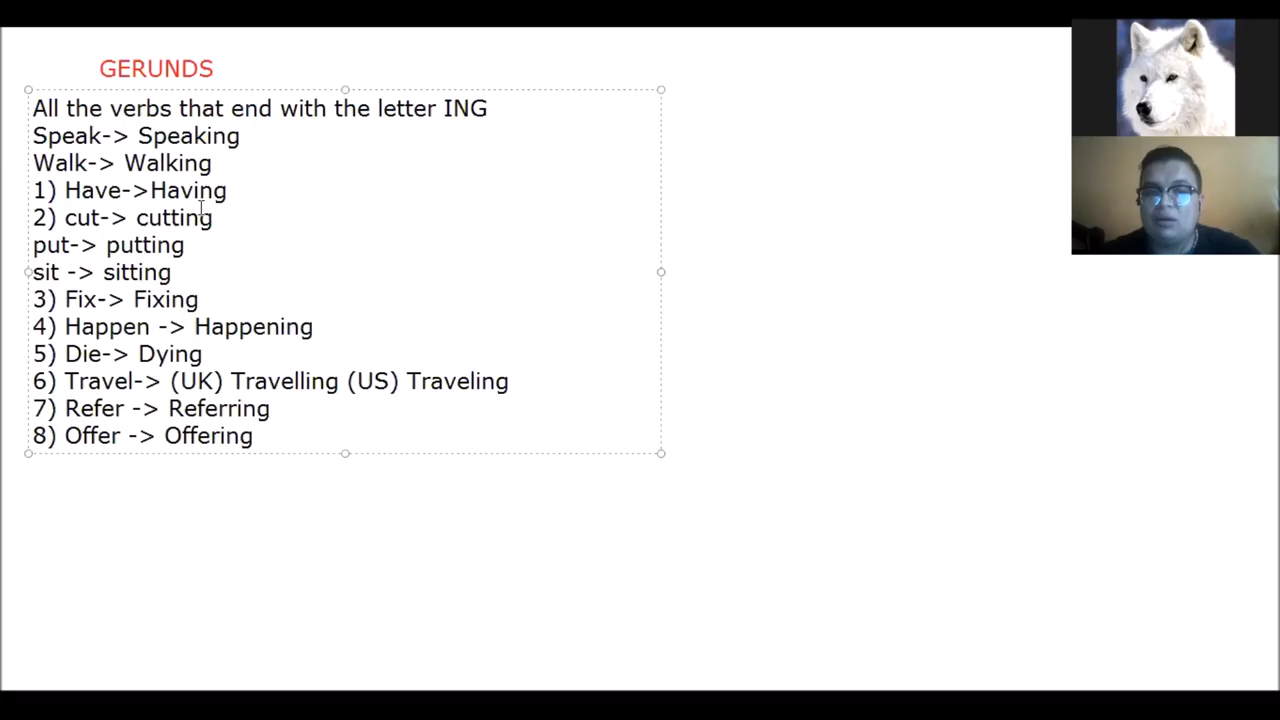 GERUNDS
All the verbs that end with the letter ING
Speak-> Speaking
Walk-> Walking
1) Have->Having
2) cut-> cutting
put-> putting
sit -> sitting
3) Fix-> Fixing
4) Happen -> Happening
5) Die-> Dying
6) Travel-> (UK) Travelling (US) Traveling
7) Refer -> Referring
8) Offer -> Offering